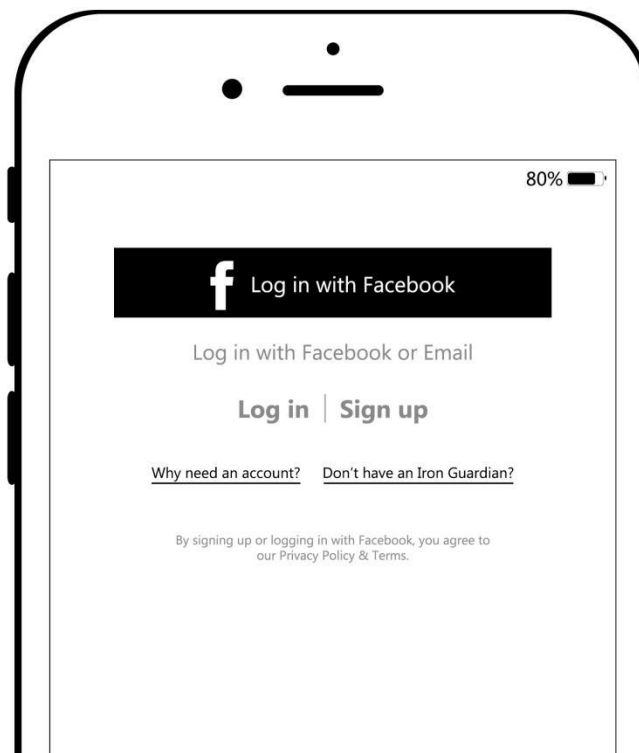 80%
f Log in with Facebook
Log in with Facebook or Email
Log in | Sign up
Why need an account? Don't have an Iron Guardian?
By signing up or logging in with Facebook, you agree to
our Privacy Policy & Terms.